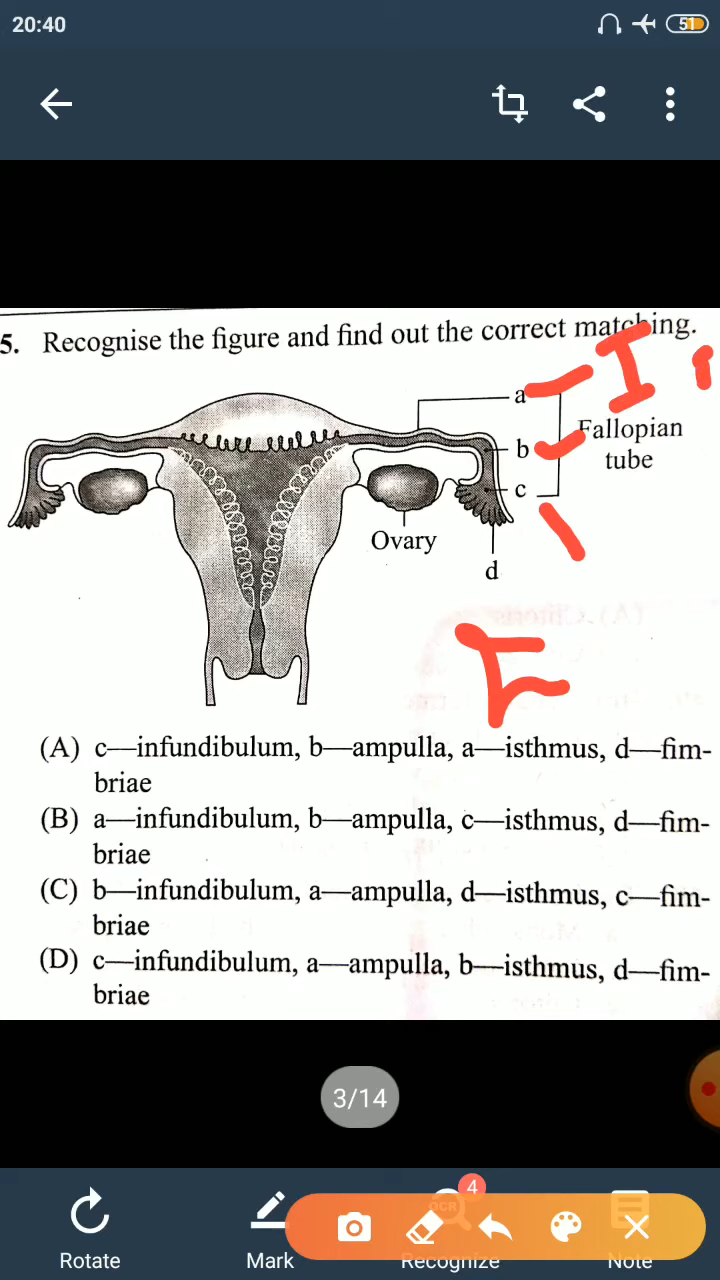 20:40
51
5. Recognise the figure and find out the correct matching.
a
I
b
Fallopian
tube
c
Ovary
d
(A) c—infundibulum, b—ampulla, a—isthmus, d—fim-
briae
(B) a—infundibulum, b—ampulla, c—isthmus, d—fim-
briae
(C) b—infundibulum, a—ampulla, d—isthmus, c—fim-
briae
(D) c—infundibulum, a—ampulla, b—isthmus, d—fim-
briae
3/14
4
OCR
Rotate
Mark
Recognize
Note